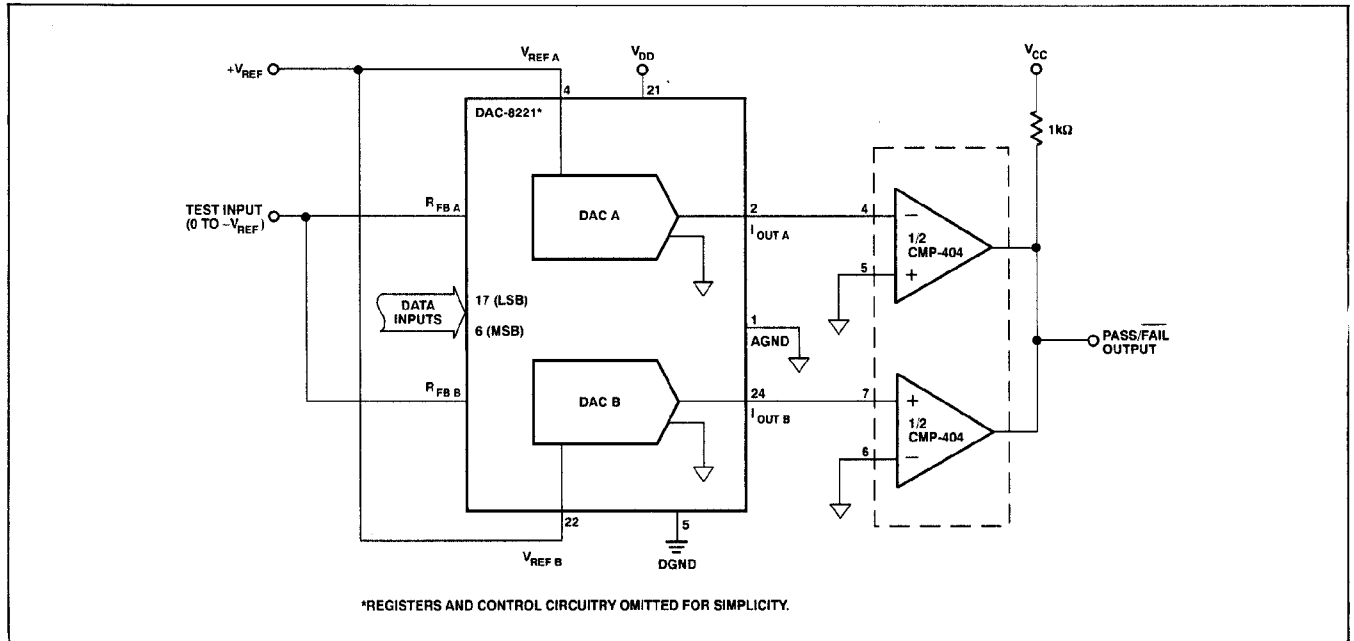 V_REF A
V_DD
V_CC
+V_REF
4
21
DAC-8221*
1kΩ
TEST INPUT
(0 TO –V_REF)
R_FB A
DAC A
2
I_OUT A
4
–
1/2
CMP-404
5
+
DATA
INPUTS
17 (LSB)
6 (MSB)
1
AGND
PASS/F̅A̅I̅L̅
OUTPUT
R_FB B
DAC B
24
I_OUT B
7
+
1/2
CMP-404
6
–
22
V_REF B
5
DGND
*REGISTERS AND CONTROL CIRCUITRY OMITTED FOR SIMPLICITY.